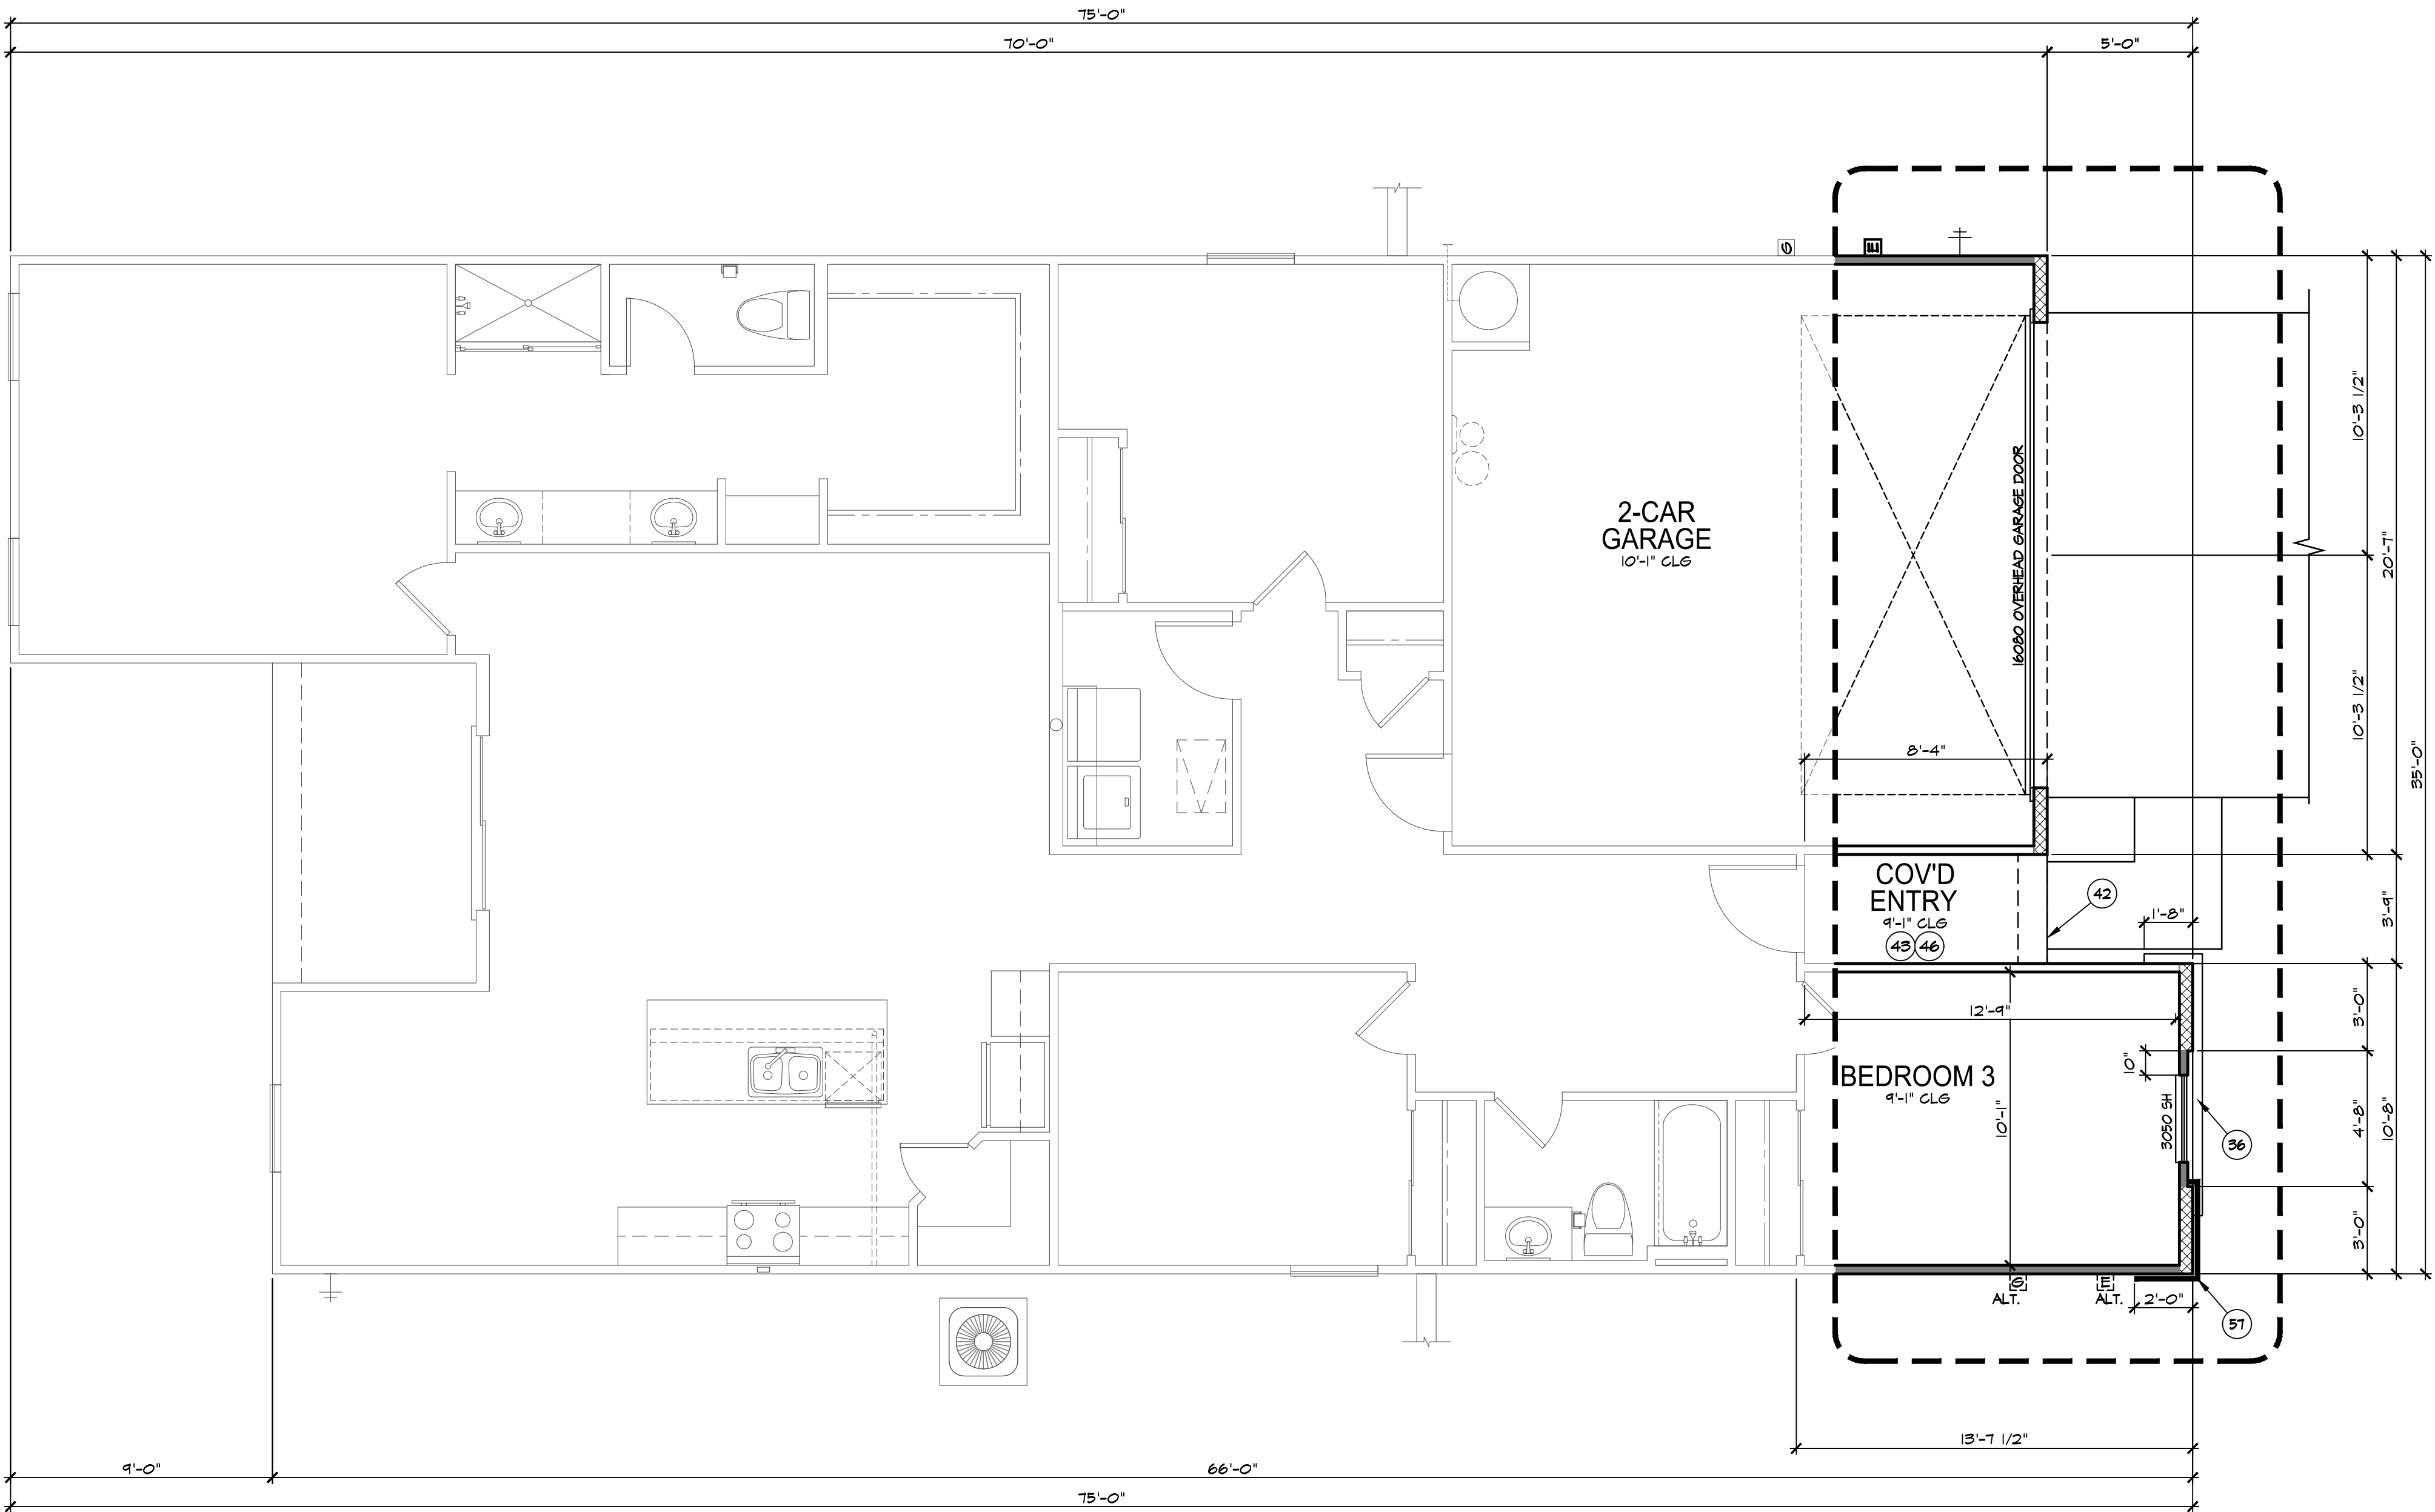 75'-0"
70'-0"
5'-0"
G
E
10'-3 1/2"
20'-7"
35'-0"
2-CAR
GARAGE
10'-1" CLG
16080 OVERHEAD GARAGE DOOR
10'-3 1/2"
8'-4"
COV'D
ENTRY
9'-1" CLG
43
46
42
1'-8"
3'-9"
12'-9"
3'-0"
10"
BEDROOM 3
9'-1" CLG
10'-1"
3050 SH
4'-8"
10'-8"
36
3'-0"
G
ALT.
E
ALT.
2'-0"
57
13'-7 1/2"
9'-0"
66'-0"
75'-0"